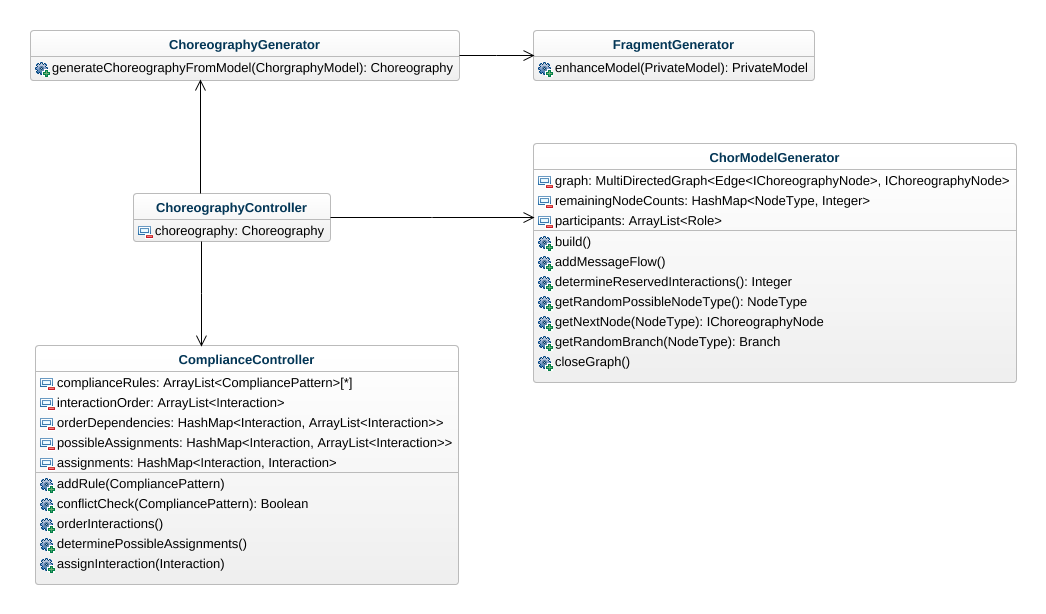 ChoreographyGenerator
generateChoreographyFromModel(ChorgraphyModel): Choreography
FragmentGenerator
enhanceModel(PrivateModel): PrivateModel
ChorModelGenerator
graph: MultiDirectedGraph<Edge<IChoreographyNode>, IChoreographyNode>
remainingNodeCounts: HashMap<NodeType, Integer>
participants: ArrayList<Role>
build()
addMessageFlow()
determineReservedInteractions(): Integer
getRandomPossibleNodeType(): NodeType
getNextNode(NodeType): IChoreographyNode
getRandomBranch(NodeType): Branch
closeGraph()
ChoreographyController
choreography: Choreography
ComplianceController
complianceRules: ArrayList<CompliancePattern>[*]
interactionOrder: ArrayList<Interaction>
orderDependencies: HashMap<Interaction, ArrayList<Interaction>>
possibleAssignments: HashMap<Interaction, ArrayList<Interaction>>
assignments: HashMap<Interaction, Interaction>
addRule(CompliancePattern)
conflictCheck(CompliancePattern): Boolean
orderInteractions()
determinePossibleAssignments()
assignInteraction(Interaction)